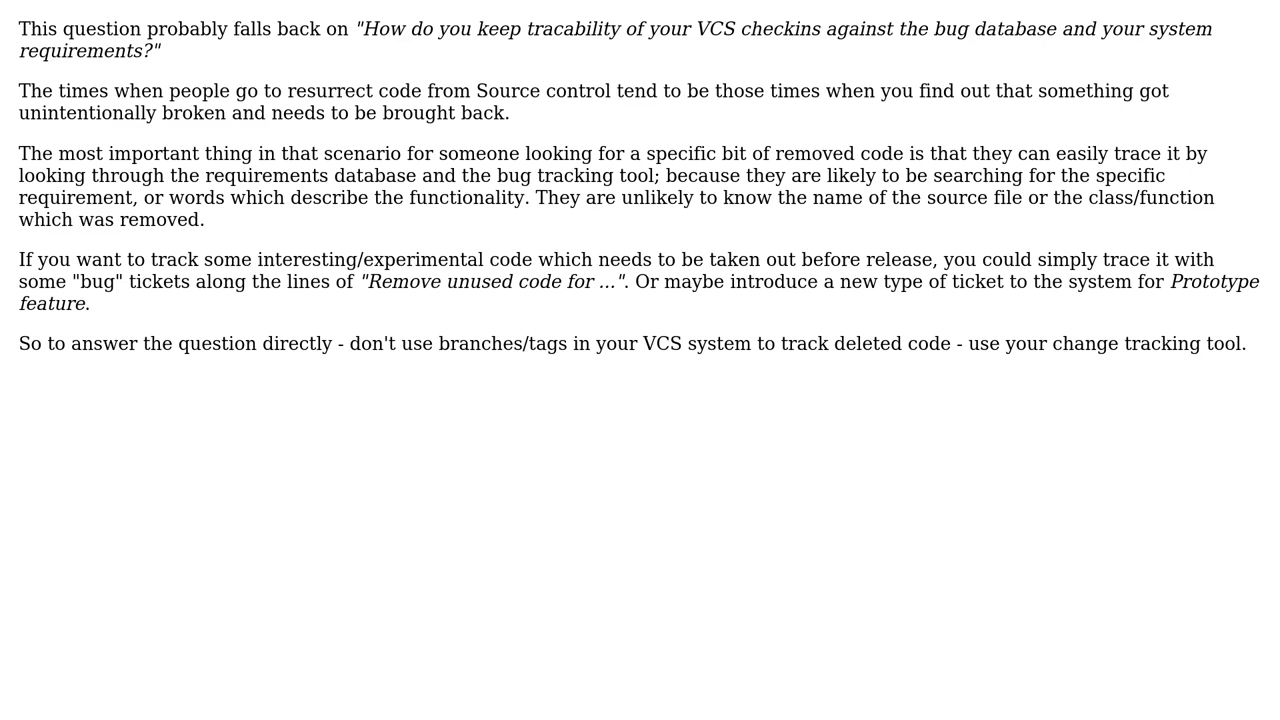 This question probably falls back on "How do you keep tracability of your VCS checkins against the bug database and your system
requirements?"
The times when people go to resurrect code from Source control tend to be those times when you find out that something got
unintentionally broken and needs to be brought back.
The most important thing in that scenario for someone looking for a specific bit of removed code is that they can easily trace it by
looking through the requirements database and the bug tracking tool; because they are likely to be searching for the specific
requirement, or words which describe the functionality. They are unlikely to know the name of the source file or the class/function
which was removed.
If you want to track some interesting/experimental code which needs to be taken out before release, you could simply trace it with
some "bug" tickets along the lines of "Remove unused code for ...". Or maybe introduce a new type of ticket to the system for Prototype
feature.
So to answer the question directly - don't use branches/tags in your VCS system to track deleted code - use your change tracking tool.